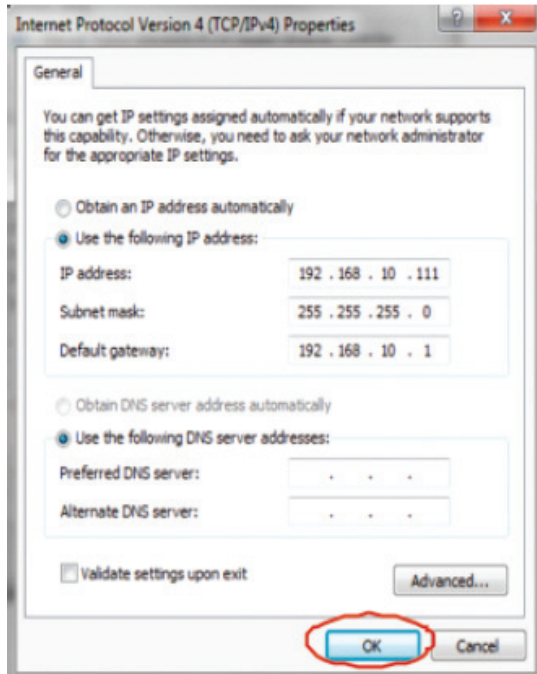 Internet Protocol Version 4 (TCP/IPv4) Properties
General
You can get IP settings assigned automatically if your network supports
this capability. Otherwise, you need to ask your network administrator
for the appropriate IP settings.
Obtain an IP address automatically
Use the following IP address:
IP address: 192 . 168 . 10 . 111
Subnet mask: 255 . 255 . 255 . 0
Default gateway: 192 . 168 . 10 . 1
Obtain DNS server address automatically
Use the following DNS server addresses:
Preferred DNS server: . . .
Alternate DNS server: . . .
Validate settings upon exit
Advanced...
OK Cancel